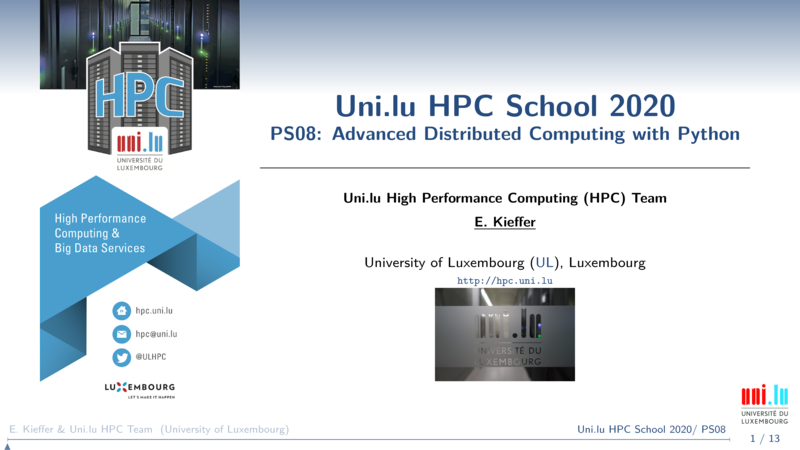 HPC
uni.lu
UNIVERSITÉ DU
LUXEMBOURG
High Performance
Computing &
Big Data Services
hpc.uni.lu
hpc@uni.lu
@ULHPC
LUXEMBOURG
LET'S MAKE IT HAPPEN
Uni.lu HPC School 2020
PS08: Advanced Distributed Computing with Python
Uni.lu High Performance Computing (HPC) Team
E. Kieffer
University of Luxembourg (UL), Luxembourg
http://hpc.uni.lu
uni.lu
UNIVERSITÉ DU
LUXEMBOURG
uni.lu
UNIVERSITÉ DU
LUXEMBOURG
E. Kieffer & Uni.lu HPC Team (University of Luxembourg)
Uni.lu HPC School 2020/ PS08
1 / 13